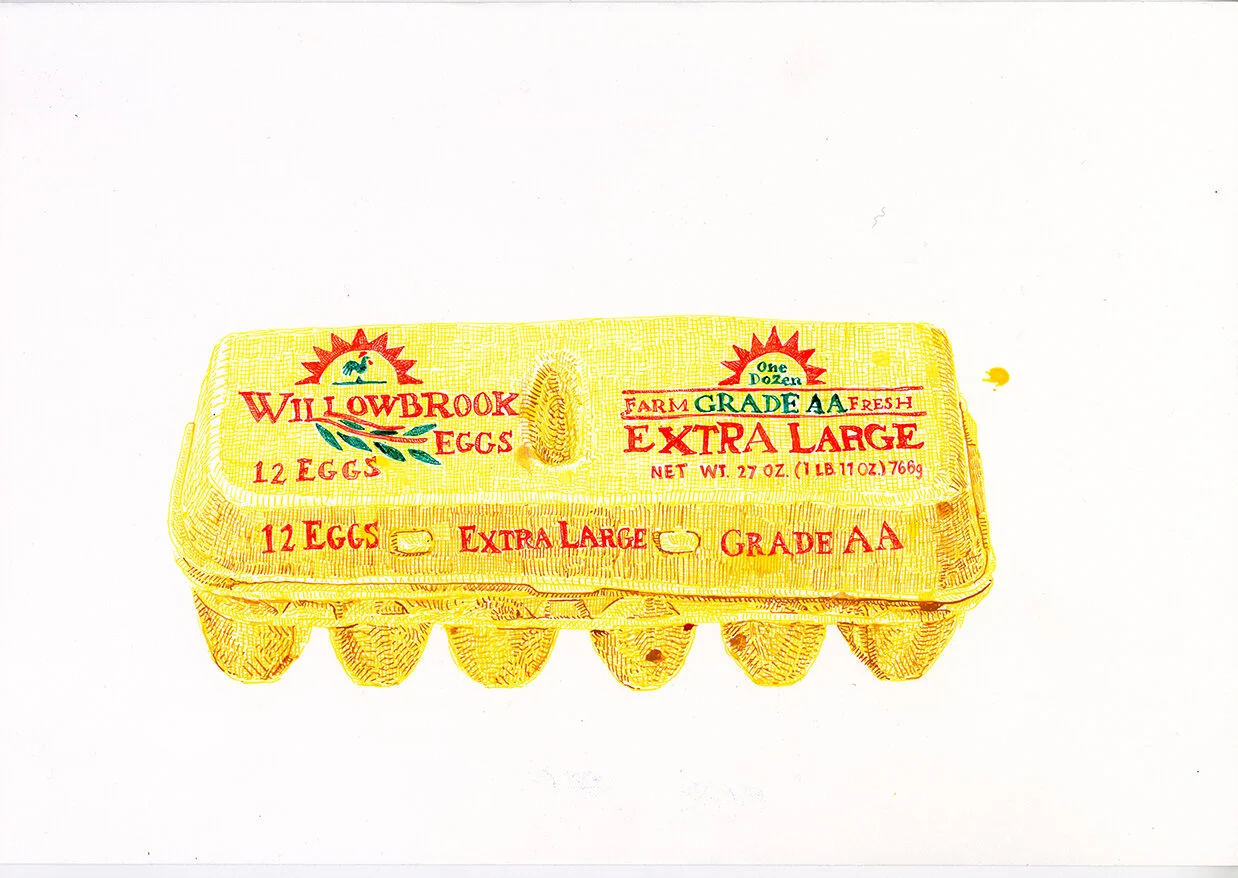 WILLOWBROOK
EGGS
12 EGGS
One
Dozen
FARM GRADE AA FRESH
EXTRA LARGE
NET WT. 27 OZ. (1 LB 11 OZ.) 766g
12 EGGS EXTRA LARGE GRADE AA